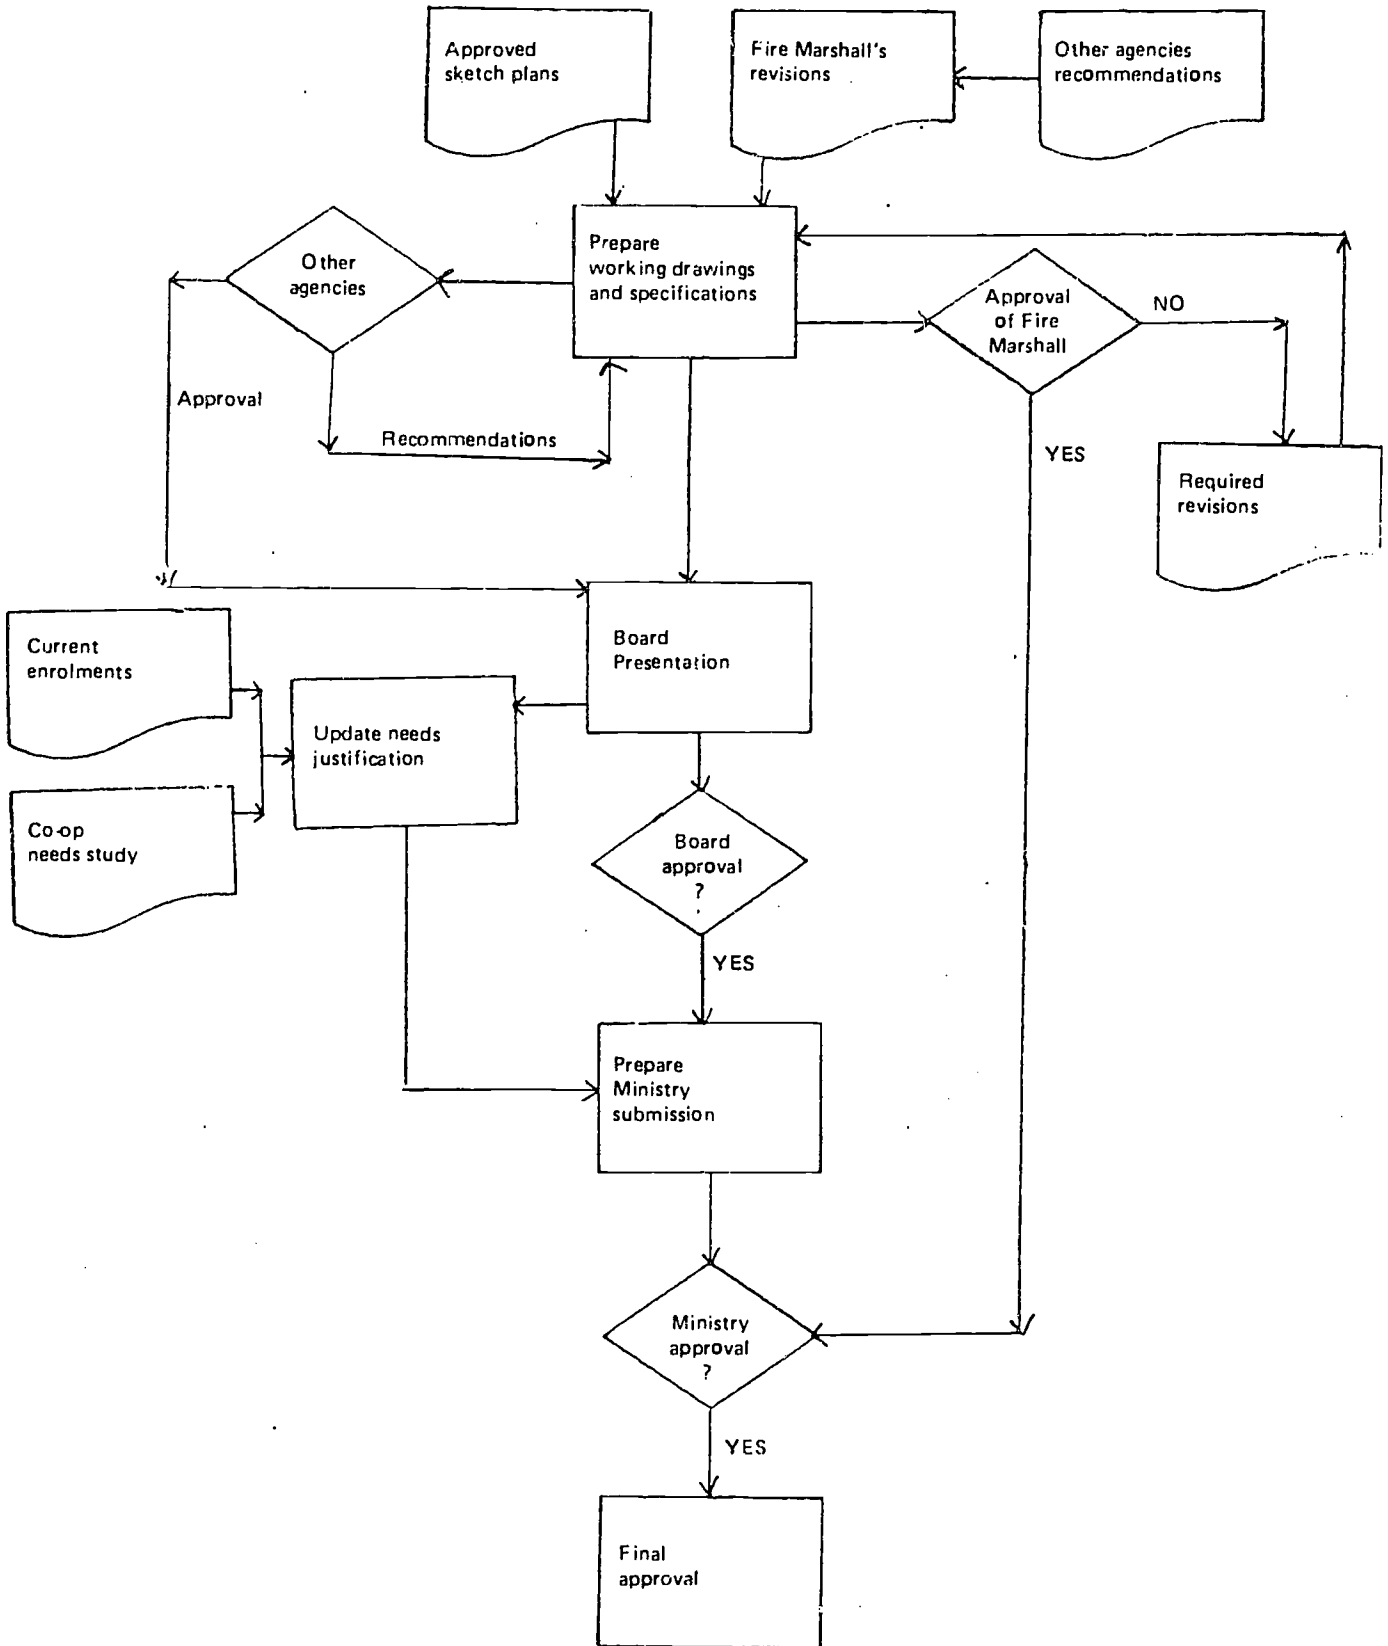 Approved
sketch plans
Fire Marshall's
revisions
Other agencies
recommendations
Prepare
working drawings
and specifications
Other
agencies
Approval
of Fire
Marshall
NO
Approval
Recommendations
YES
Required
revisions
Current
enrolments
Board
Presentation
Update needs
justification
Co-op
needs study
Board
approval
?
YES
Prepare
Ministry
submission
Ministry
approval
?
YES
Final
approval